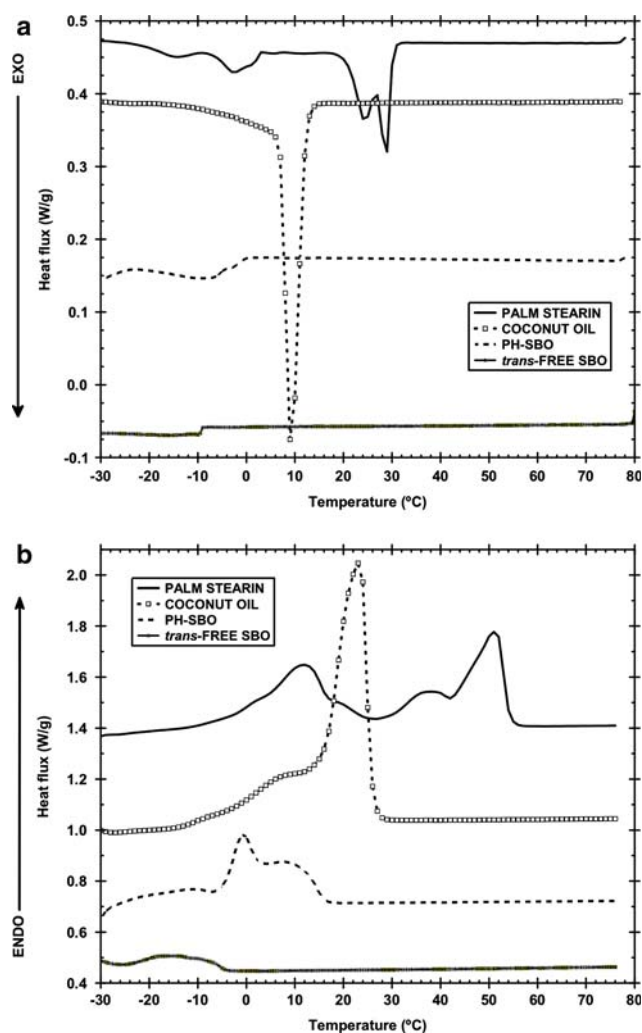 a
EXO
Heat flux (W/g)
0.5
0.4
0.3
0.2
0.1
0.0
-0.1
PALM STEARIN
COCONUT OIL
PH-SBO
trans-FREE SBO
-30 -20 -10 0 10 20 30 40 50 60 70 80
Temperature (ºC)
b
ENDO
Heat flux (W/g)
2.0
1.8
1.6
1.4
1.2
1.0
0.8
0.6
0.4
PALM STEARIN
COCONUT OIL
PH-SBO
trans-FREE SBO
-30 -20 -10 0 10 20 30 40 50 60 70 80
Temperature (ºC)